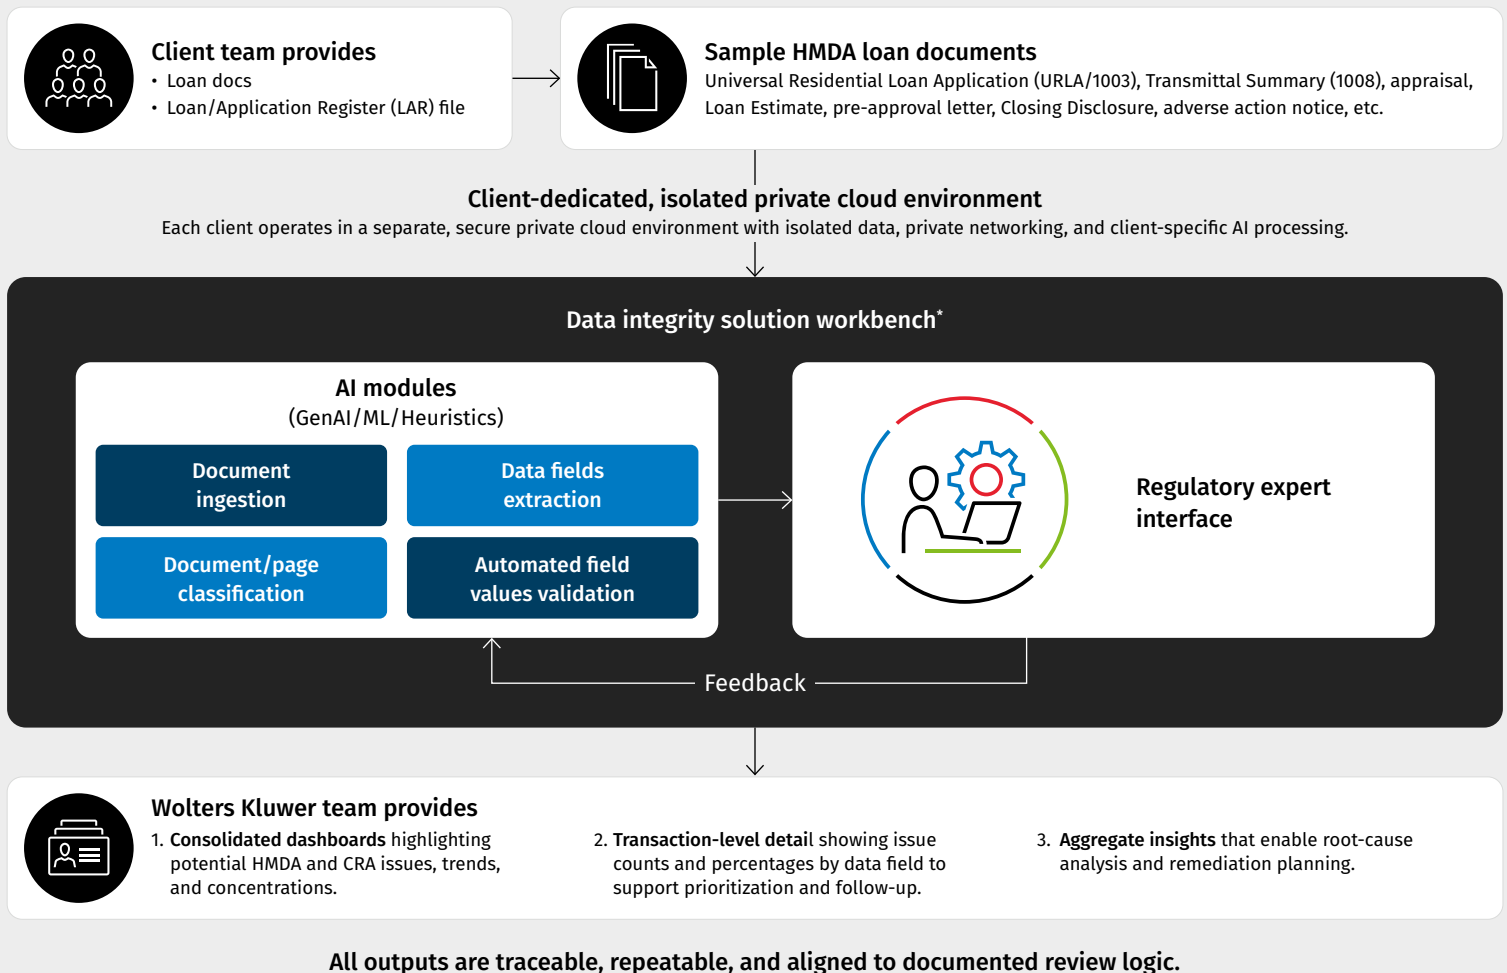 Client team provides
• Loan docs
• Loan/Application Register (LAR) file
Sample HMDA loan documents
Universal Residential Loan Application (URLA/1003), Transmittal Summary (1008), appraisal,
Loan Estimate, pre-approval letter, Closing Disclosure, adverse action notice, etc.
Client-dedicated, isolated private cloud environment
Each client operates in a separate, secure private cloud environment with isolated data, private networking, and client-specific AI processing.
Data integrity solution workbench*
AI modules
(GenAI/ML/Heuristics)
Document
ingestion
Data fields
extraction
Document/page
classification
Automated field
values validation
Regulatory expert
interface
Feedback
Wolters Kluwer team provides
1. Consolidated dashboards highlighting
potential HMDA and CRA issues, trends,
and concentrations.
2. Transaction-level detail showing issue
counts and percentages by data field to
support prioritization and follow-up.
3. Aggregate insights that enable root-cause
analysis and remediation planning.
All outputs are traceable, repeatable, and aligned to documented review logic.